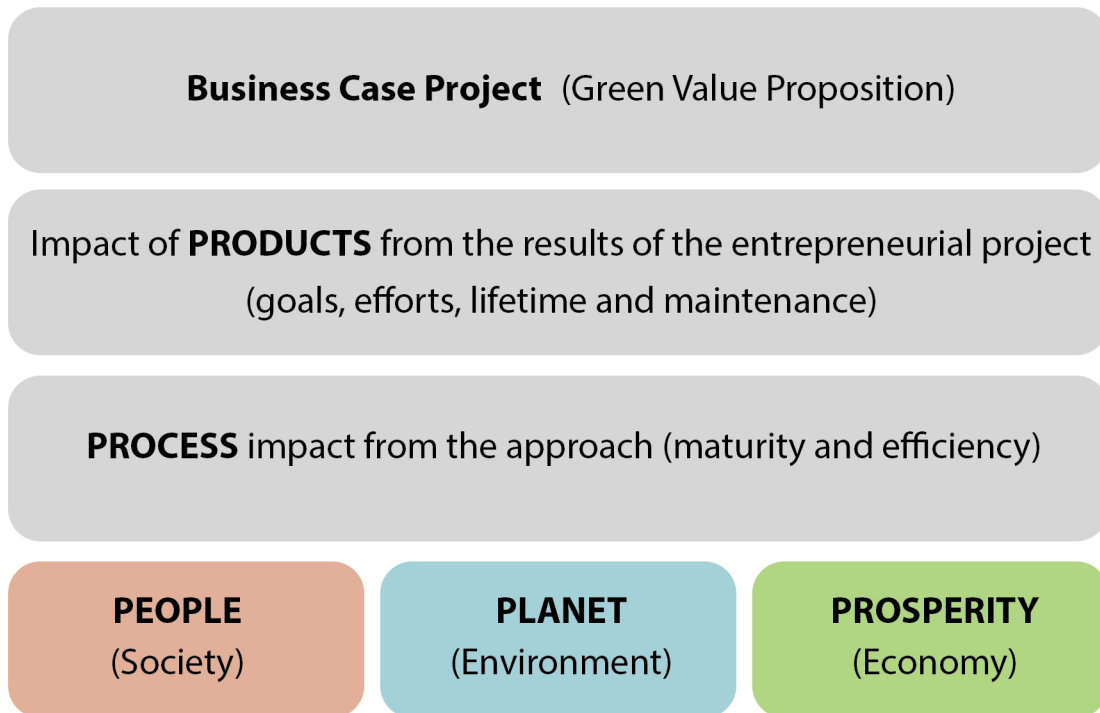 Business Case Project (Green Value Proposition)
Impact of PRODUCTS from the results of the entrepreneurial project
(goals, efforts, lifetime and maintenance)
PROCESS impact from the approach (maturity and efficiency)
PEOPLE
(Society)
PLANET
(Environment)
PROSPERITY
(Economy)